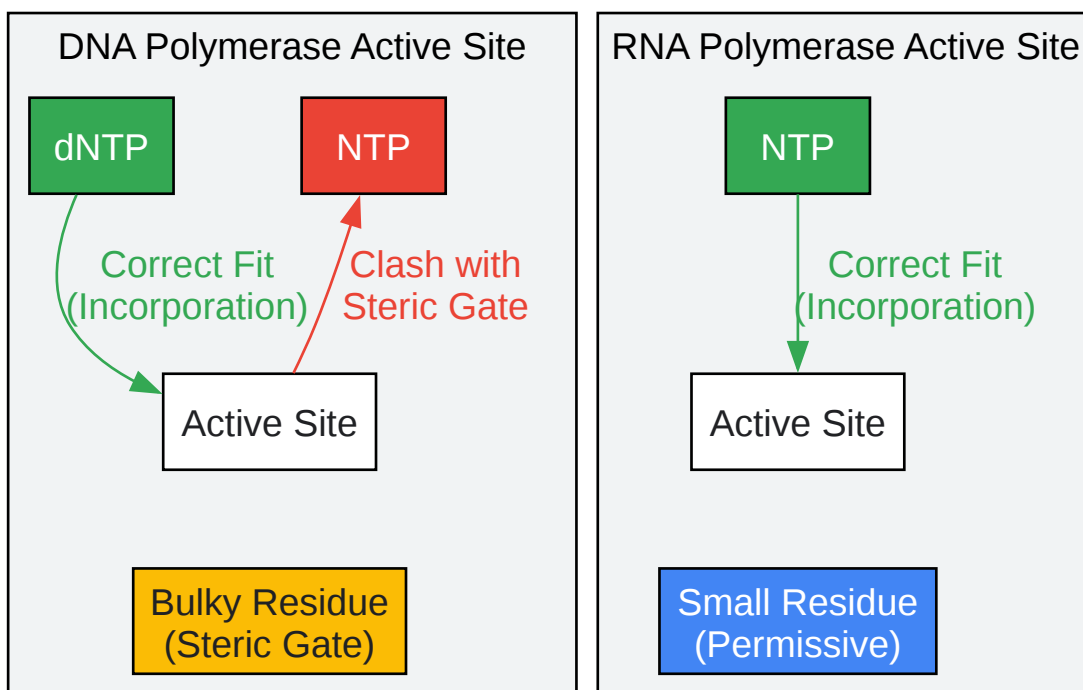 DNA Polymerase Active Site
dNTP
NTP
Correct Fit
(Incorporation)
Clash with
Steric Gate
Active Site
Bulky Residue
(Steric Gate)
RNA Polymerase Active Site
NTP
Correct Fit
(Incorporation)
Active Site
Small Residue
(Permissive)